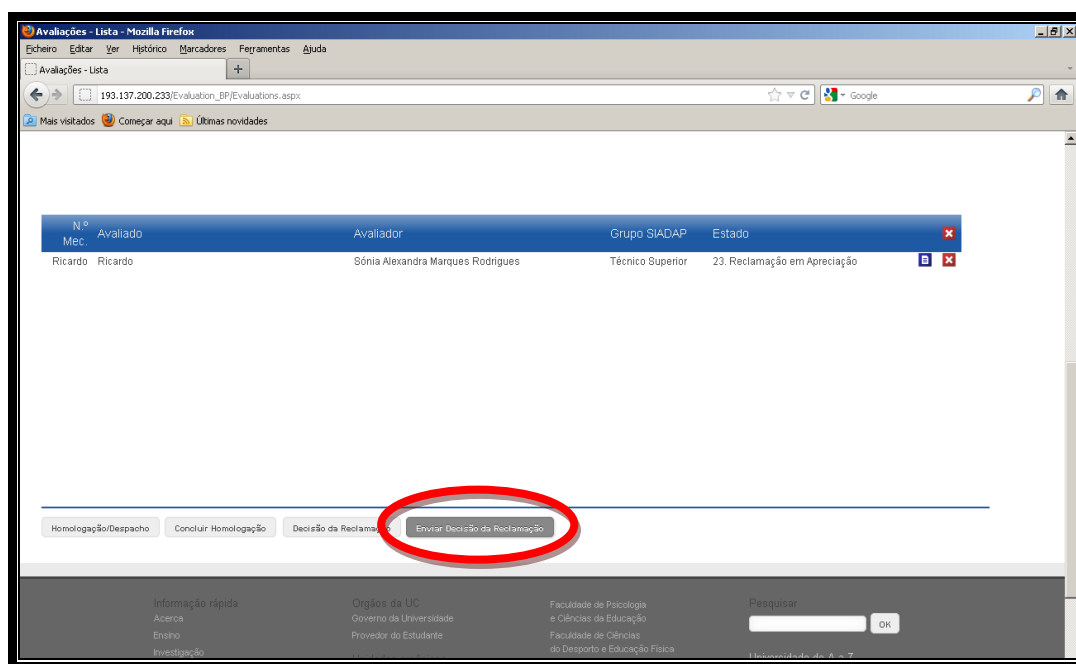 Avaliações - Lista - Mozilla Firefox
Ficheiro Editar Ver Histórico Marcadores Ferramentas Ajuda
Avaliações - Lista
193.137.200.233/Evaluation_BP/Evaluations.aspx
Google
Mais visitados Começar aqui Últimas novidades
N.º Mec. Avaliado Avaliador Grupo SIADAP Estado
Ricardo Ricardo Sónia Alexandra Marques Rodrigues Técnico Superior 23. Reclamação em Apreciação
Homologação/Despacho Concluir Homologação Decisão da Reclamação Enviar Decisão da Reclamação
Informação rápida Orgãos da UC Faculdade de Psicologia Pesquisar
Acerca Governo da Universidade e Ciências da Educação
OK
Ensino Provedor do Estudante Faculdade de Ciências
Investigação do Desporto e Educação Física
Universidade de A a Z